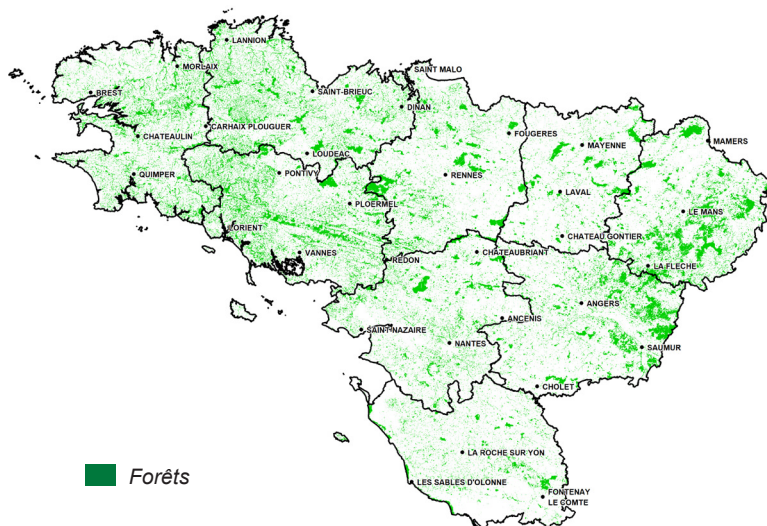 LANNION
MORLAIX
SAINT MALO
BREST
SAINT-BRIEUC
DINAN
CARHAIX PLOUGUER
CHATEAULIN
FOUGERES
MAYENNE
MAMERS
LOUDEAC
QUIMPER
PONTIVY
RENNES
LAVAL
PLOERMEL
LE MANS
LORIENT
CHATEAU GONTIER
VANNES
REDON
CHÂTEAUBRIANT
LA FLECHE
ANGERS
ANCENIS
SAINT-NAZAIRE
NANTES
SAUMUR
CHOLET
LA ROCHE SUR YON
Forêts
LES SABLES D'OLONNE
FONTENAY
LE COMTE